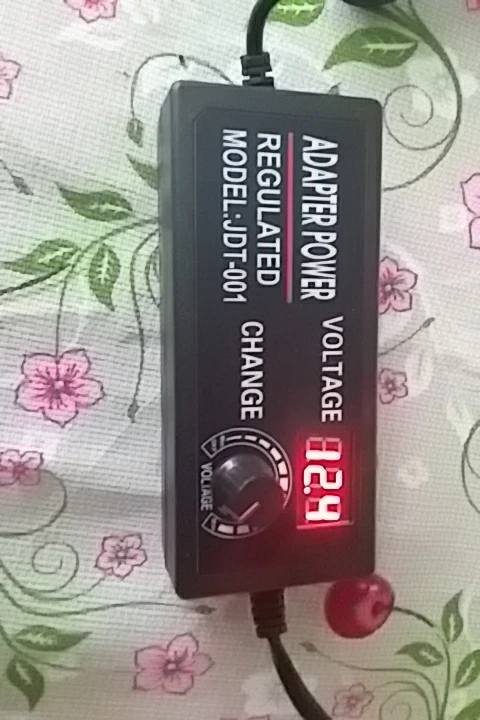 ADAPTER POWER
REGULATED
MODEL:JDT-001
VOLTAGE
12.4
CHANGE
VOLTAGE